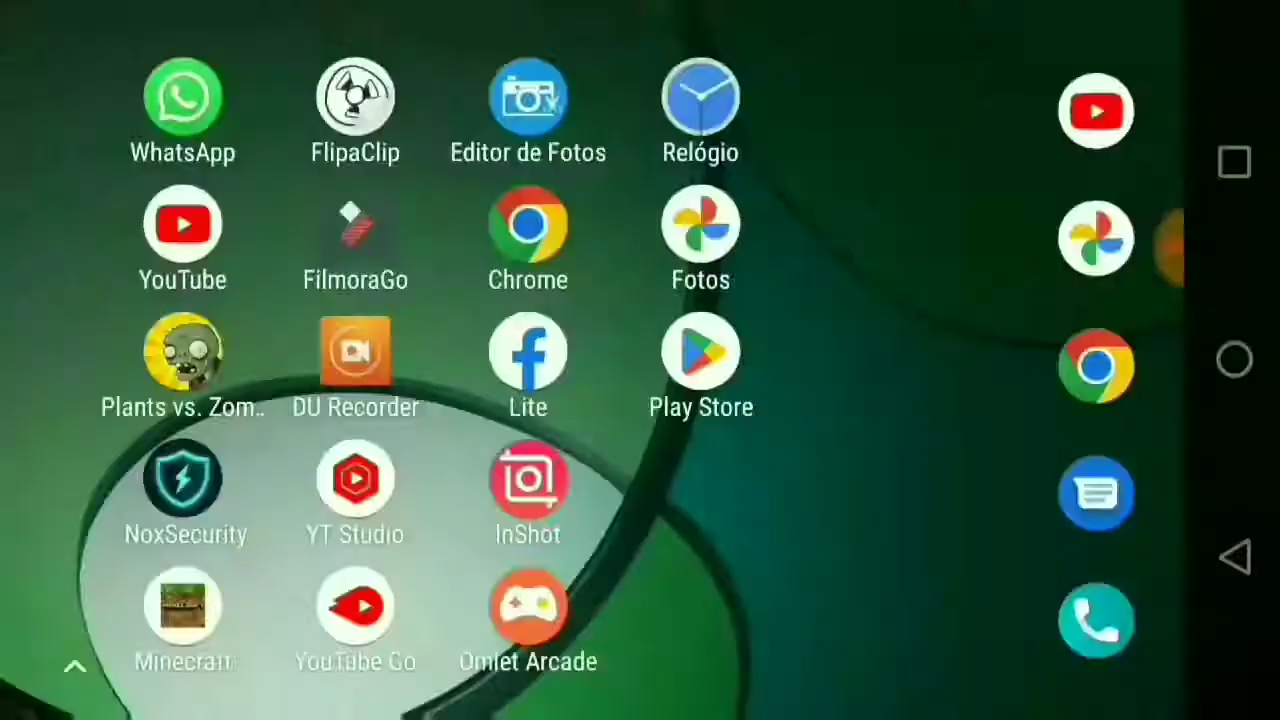 WhatsApp
FlipaClip
Editor de Fotos
Relógio
YouTube
FilmoraGo
Chrome
Fotos
Plants vs. Zom..
DU Recorder
Lite
Play Store
NoxSecurity
YT Studio
InShot
Minecraft
YouTube Go
Omlet Arcade